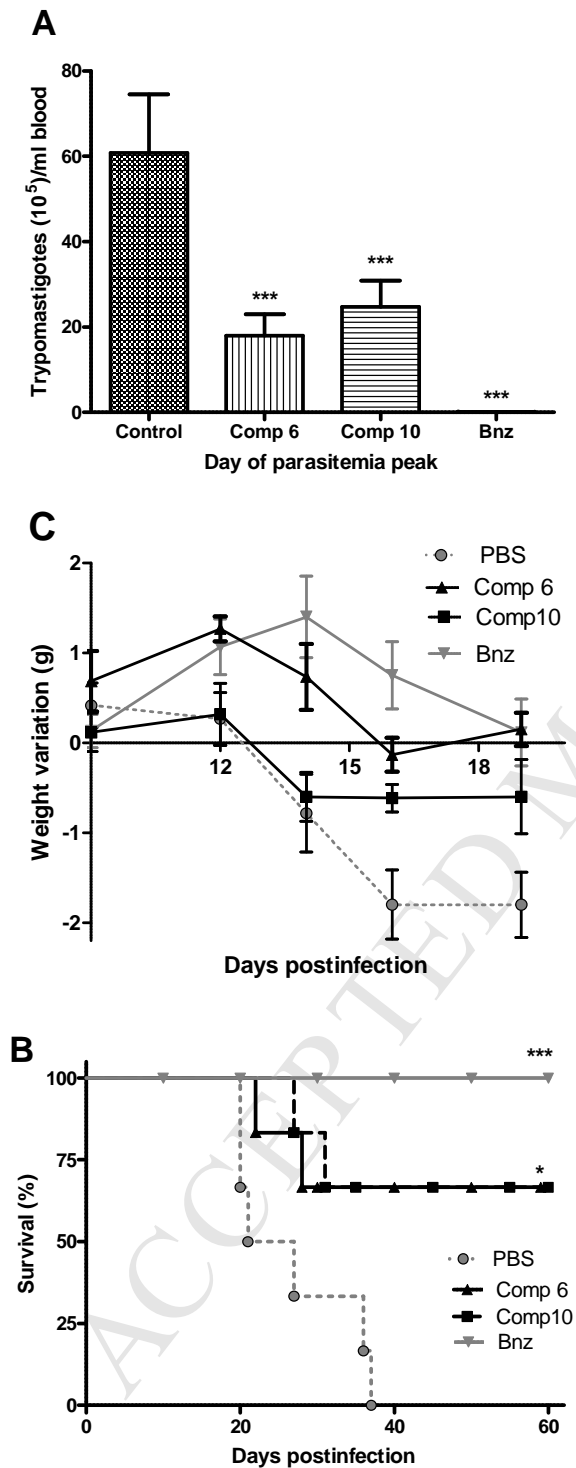 A
80
60
40
20
0
Trypomastigotes (10⁵)/ml blood
***
***
***
Control Comp 6 Comp 10 Bnz
Day of parasitemia peak
C
2
1
0
-1
-2
Weight variation (g)
12 15 18
PBS
Comp 6
Comp10
Bnz
Days postinfection
B
100
75
50
25
0
Survival (%)
***
*
PBS
Comp 6
Comp10
Bnz
0 20 40 60
Days postinfection
ACCEPTED M